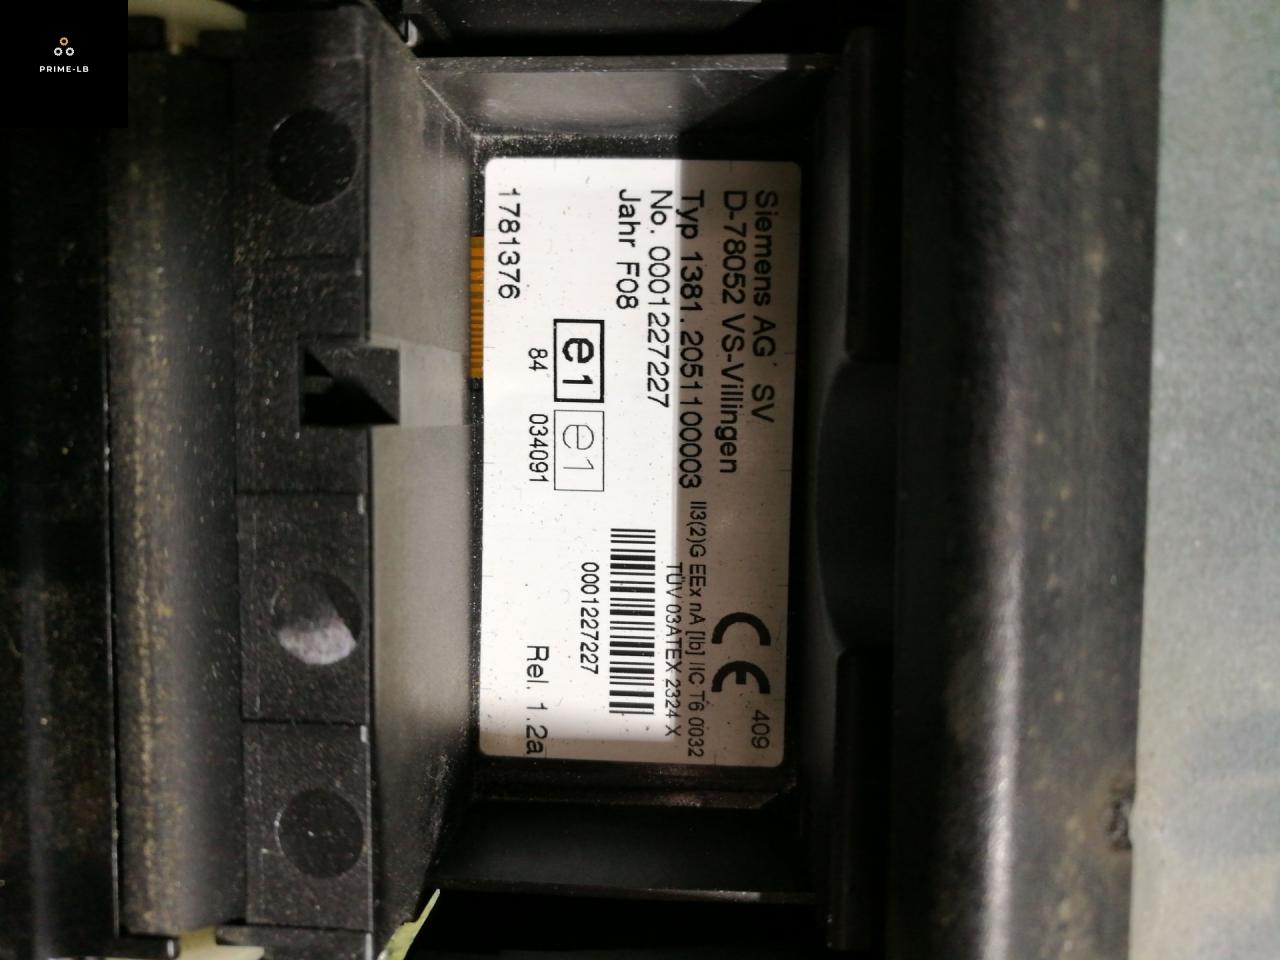 PRIME-LB
Siemens AG SV
D-78052 VS-Villingen
Typ 1381.2051100003
No. 0001227227
Jahr F08
CE 409
II3(2)G EEx nA [Ib] IIC T6 0032
TÜV 03ATEX 2324 X
0001227227
e1 e1
84 034091
1781376
Rel. 1.2a